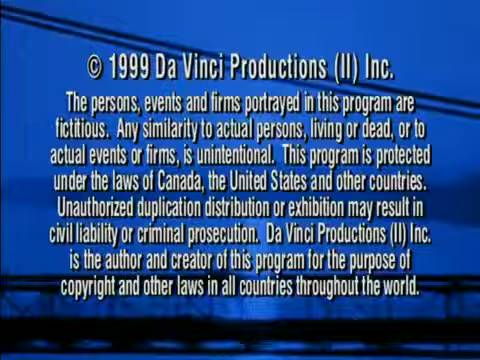 © 1999 Da Vinci Productions (II) Inc.
The persons, events and firms portrayed in this program are
fictitious. Any similarity to actual persons, living or dead, or to
actual events or firms, is unintentional. This program is protected
under the laws of Canada, the United States and other countries.
Unauthorized duplication distribution or exhibition may result in
civil liability or criminal prosecution. Da Vinci Productions (II) Inc.
is the author and creator of this program for the purpose of
copyright and other laws in all countries throughout the world.